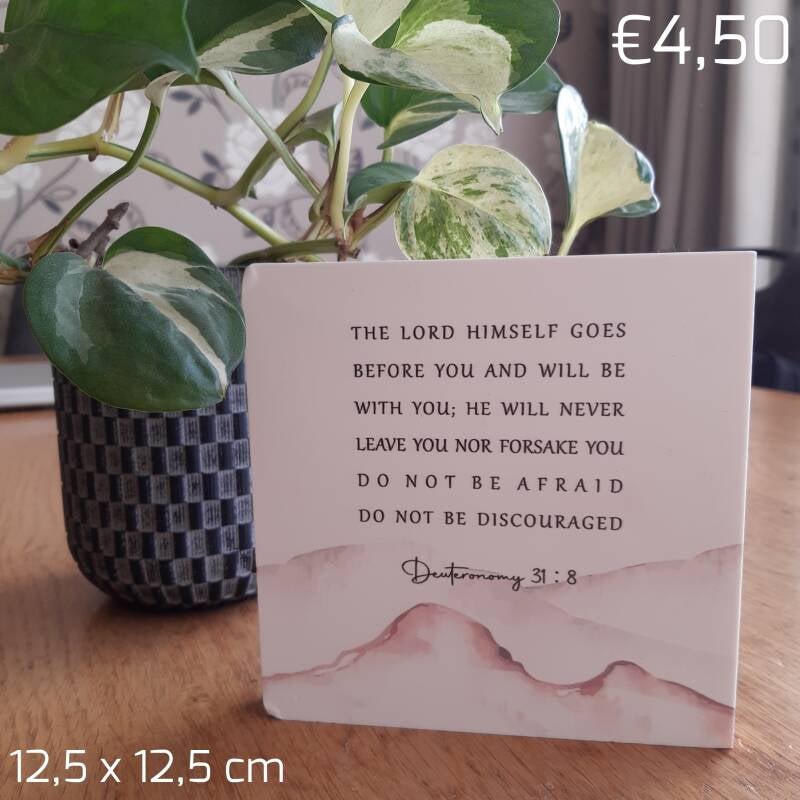 €4,50
THE LORD HIMSELF GOES
BEFORE YOU AND WILL BE
WITH YOU; HE WILL NEVER
LEAVE YOU NOR FORSAKE YOU
DO NOT BE AFRAID
DO NOT BE DISCOURAGED
Deuteronomy 31 : 8
12,5 x 12,5 cm